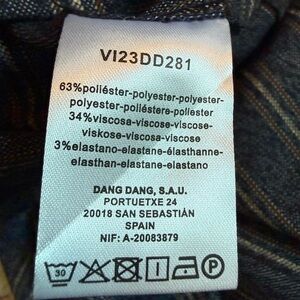 VI23DD281
63%poliéster-polyester-polyester-
polyester-poliéstere-poliester
34%viscosa-viscose-viscose-
viskose-viscose-viscosa
3%elastano-elastane-élasthanne-
elasthan-elastane-elastano
DANG DANG, S.A.U.
PORTUETXE 24
20018 SAN SEBASTIÁN
SPAIN
NIF: A-20083879
30
P